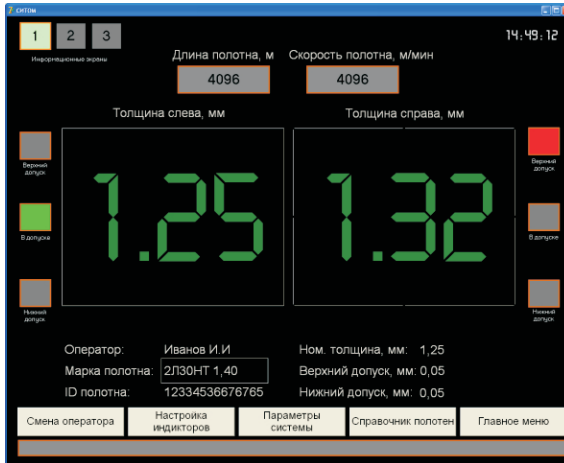 СИТОМ
1 2 3
14:49:12
Информационные экраны
Длина полотна, м Скорость полотна, м/мин
4096 4096
Толщина слева, мм Толщина справа, мм
Верхний допуск Верхний допуск
1.25 1.32
В допуске В допуске
Нижний допуск Нижний допуск
Оператор: Иванов И.И Ном. толщина, мм: 1,25
Марка полотна: 2Л30НТ 1,40 Верхний допуск, мм: 0,05
ID полотна: 12334536676765 Нижний допуск, мм: 0,05
Смена оператора Настройка индикторов Параметры системы Справочник полотен Главное меню